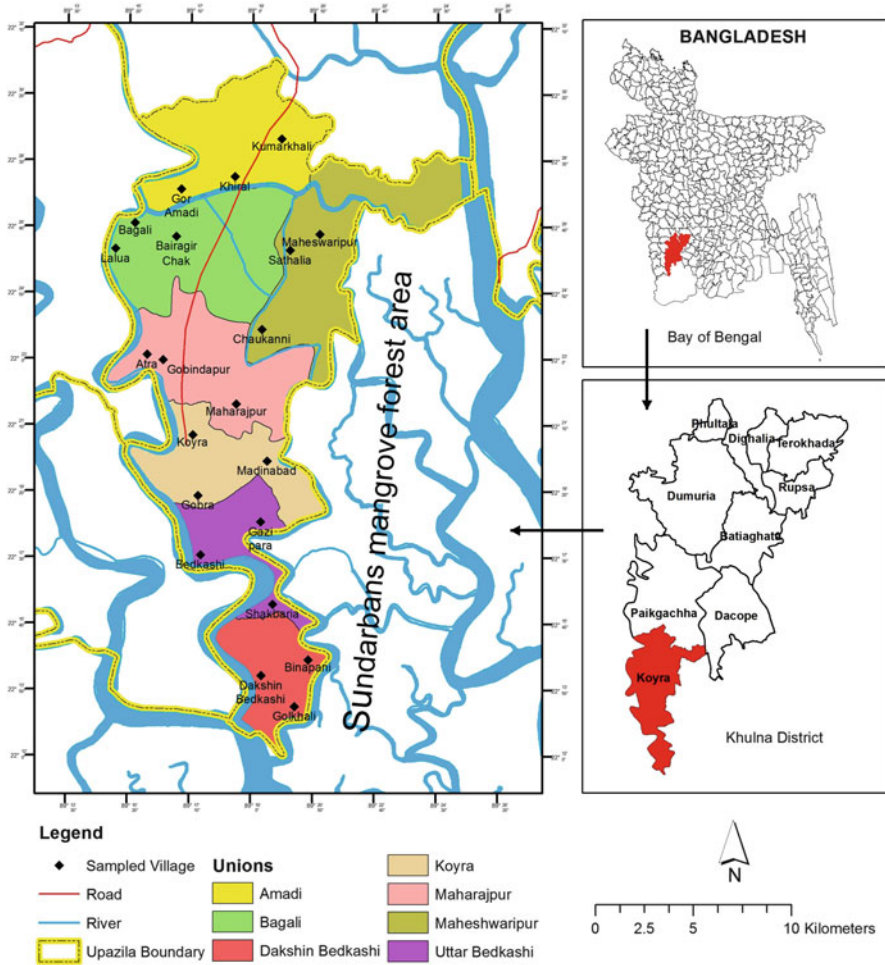 Kumarkhali
Khiral
Gor
Amadi
Bagali
Bairagir
Chak
Lalua
Maheswaripur
Sathalia
Chaukanni
Atra
Gobindapur
Maharajpur
Koyra
Madinabad
Gobra
Gazi
para
Bedkashi
Shakbaria
Binapani
Dakshin
Bedkashi
Golkhali
Sundarbans mangrove forest area
BANGLADESH
Bay of Bengal
Phultala
Dighalia
Terokhada
Rupsa
Dumuria
Batiaghata
Paikgachha
Dacope
Koyra
Khulna District
Legend
Sampled Village
Road
River
Upazila Boundary
Unions
Amadi
Bagali
Dakshin Bedkashi
Koyra
Maharajpur
Maheshwaripur
Uttar Bedkashi
N
0 2.5 5 10 Kilometers